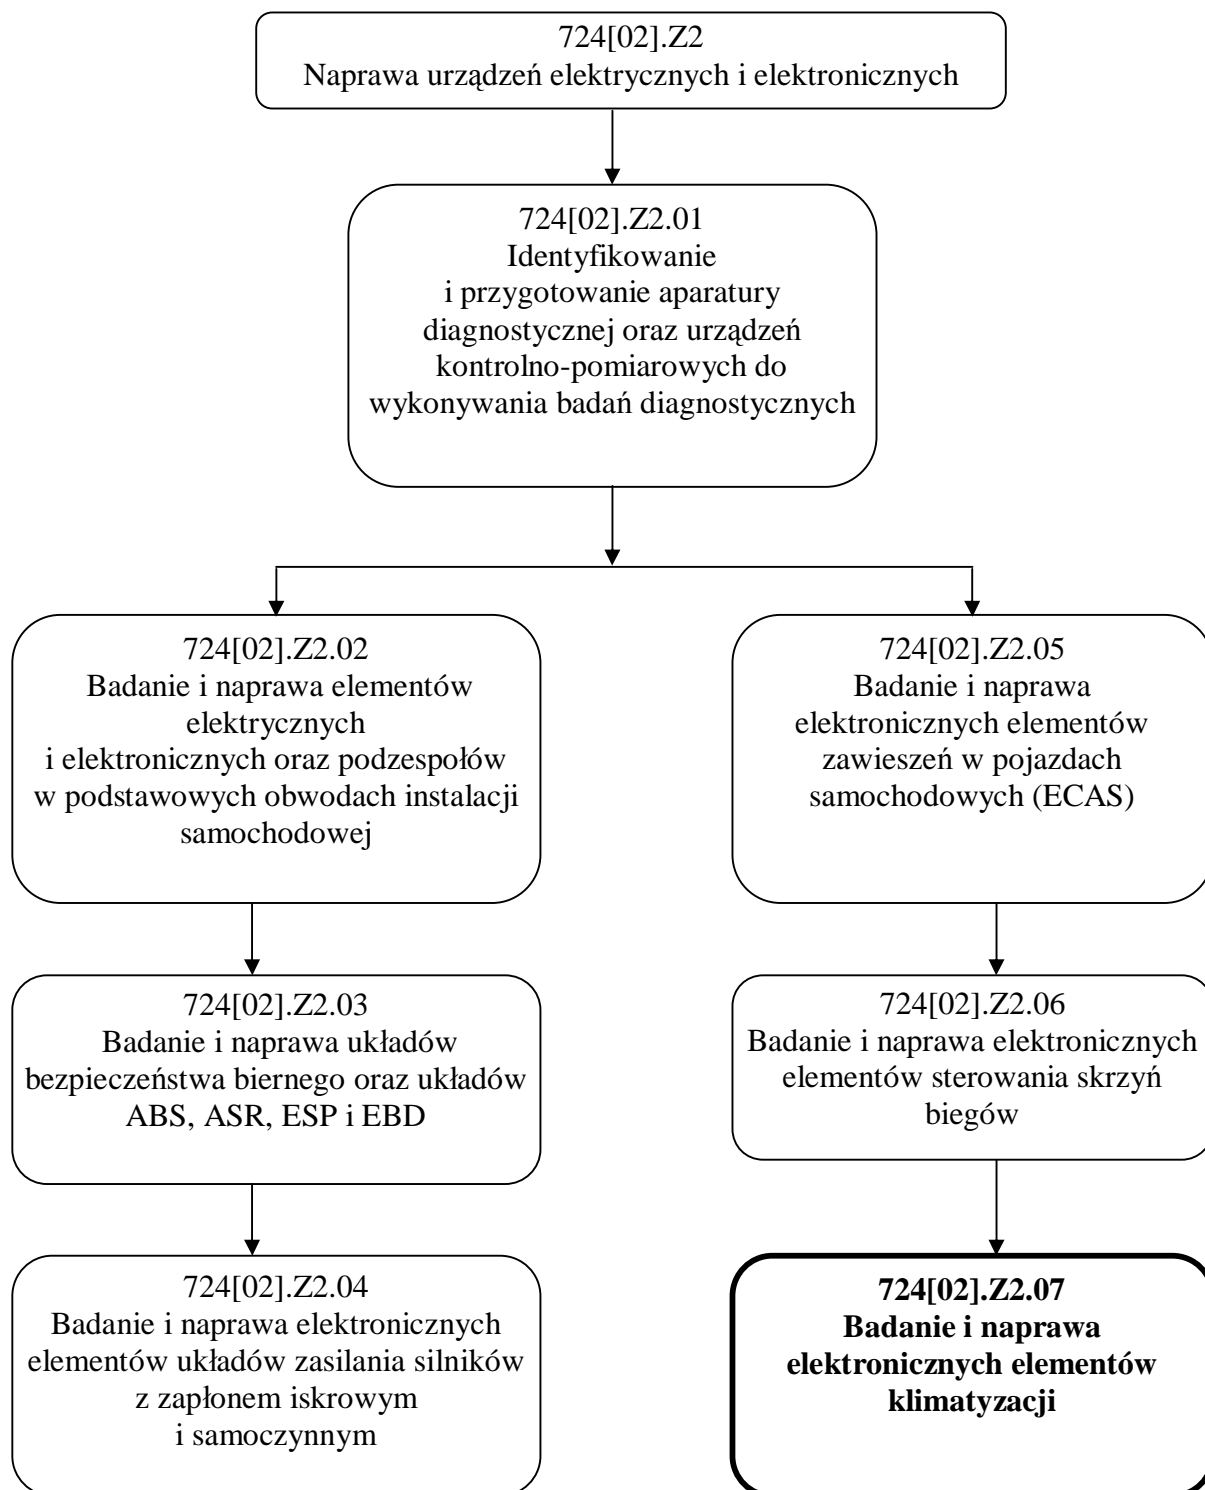 724[02].Z2
Naprawa urządzeń elektrycznych i elektronicznych
724[02].Z2.01
Identyfikowanie
i przygotowanie aparatury
diagnostycznej oraz urządzeń
kontrolno-pomiarowych do
wykonywania badań diagnostycznych
724[02].Z2.02
Badanie i naprawa elementów
elektrycznych
i elektronicznych oraz podzespołów
w podstawowych obwodach instalacji
samochodowej
724[02].Z2.05
Badanie i naprawa
elektronicznych elementów
zawieszeń w pojazdach
samochodowych (ECAS)
724[02].Z2.03
Badanie i naprawa układów
bezpieczeństwa biernego oraz układów
ABS, ASR, ESP i EBD
724[02].Z2.06
Badanie i naprawa elektronicznych
elementów sterowania skrzyń
biegów
724[02].Z2.04
Badanie i naprawa elektronicznych
elementów układów zasilania silników
z zapłonem iskrowym
i samoczynnym
724[02].Z2.07
Badanie i naprawa
elektronicznych elementów
klimatyzacji